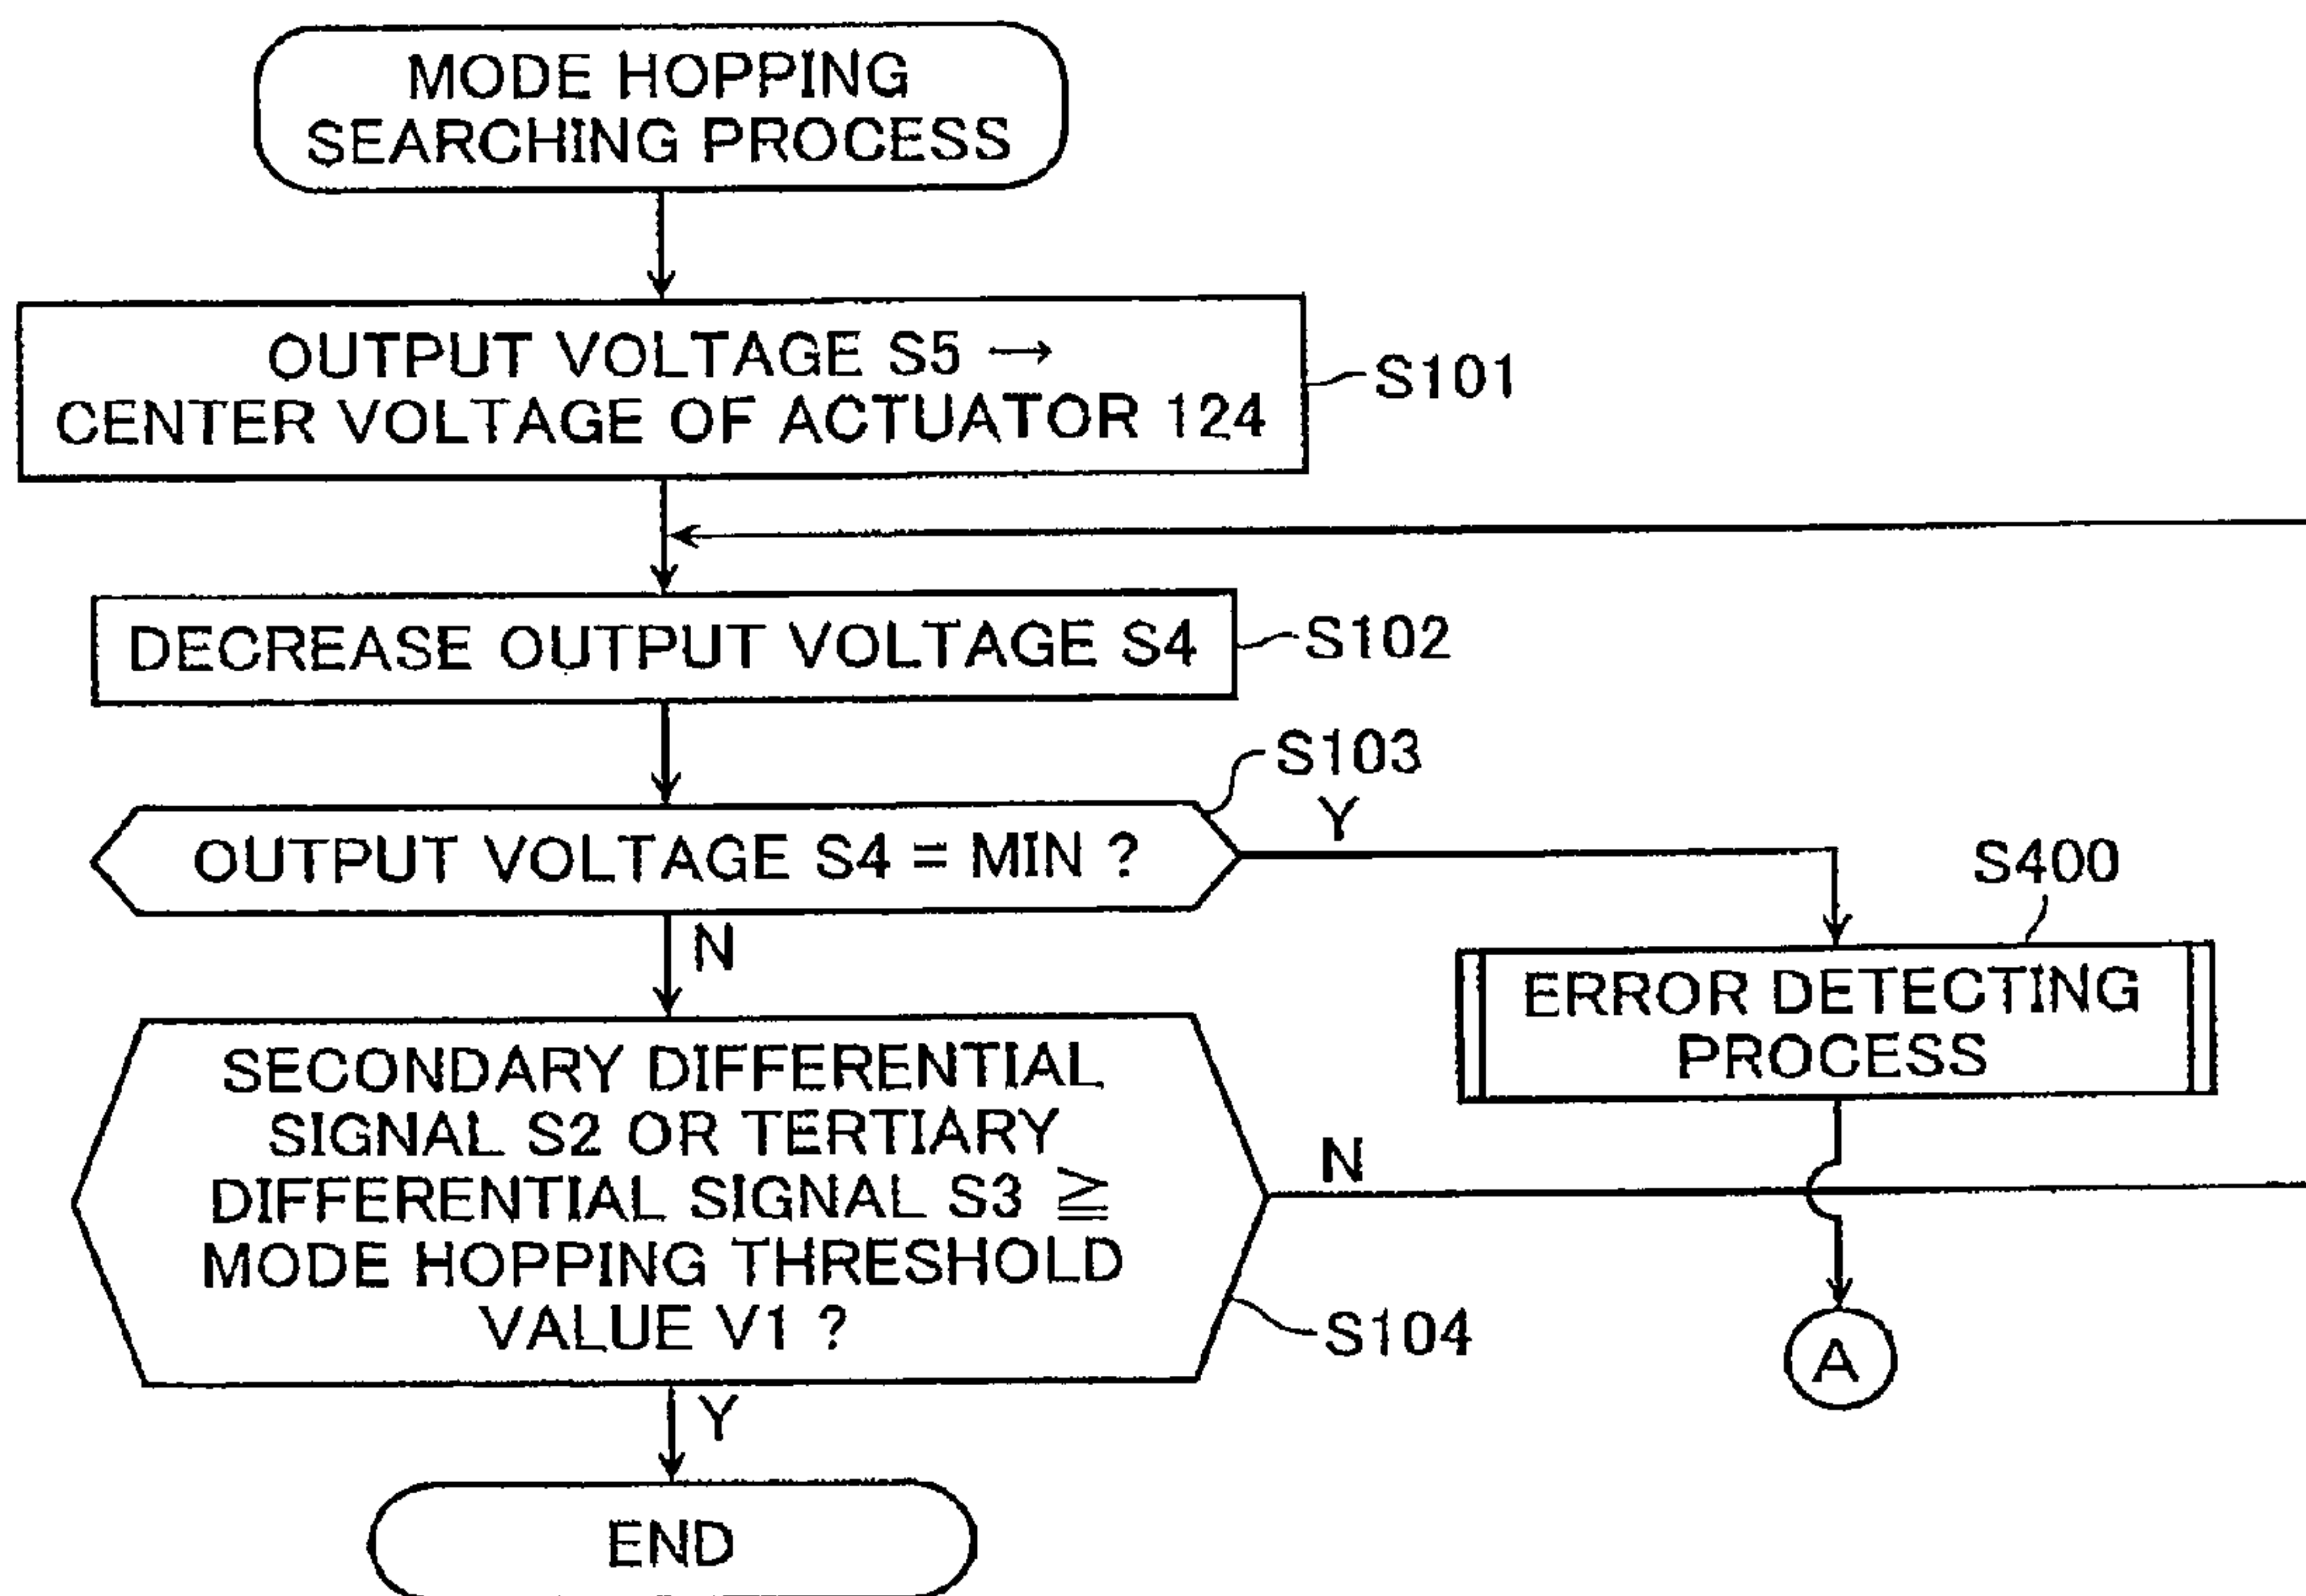 MODE HOPPING
SEARCHING PROCESS
OUTPUT VOLTAGE S5 →
CENTER VOLTAGE OF ACTUATOR 124
S101
DECREASE OUTPUT VOLTAGE S4
S102
S103
OUTPUT VOLTAGE S4 = MIN ?
Y
N
S400
ERROR DETECTING
PROCESS
SECONDARY DIFFERENTIAL
SIGNAL S2 OR TERTIARY
DIFFERENTIAL SIGNAL S3 ≧
MODE HOPPING THRESHOLD
VALUE V1 ?
N
S104
A
Y
END